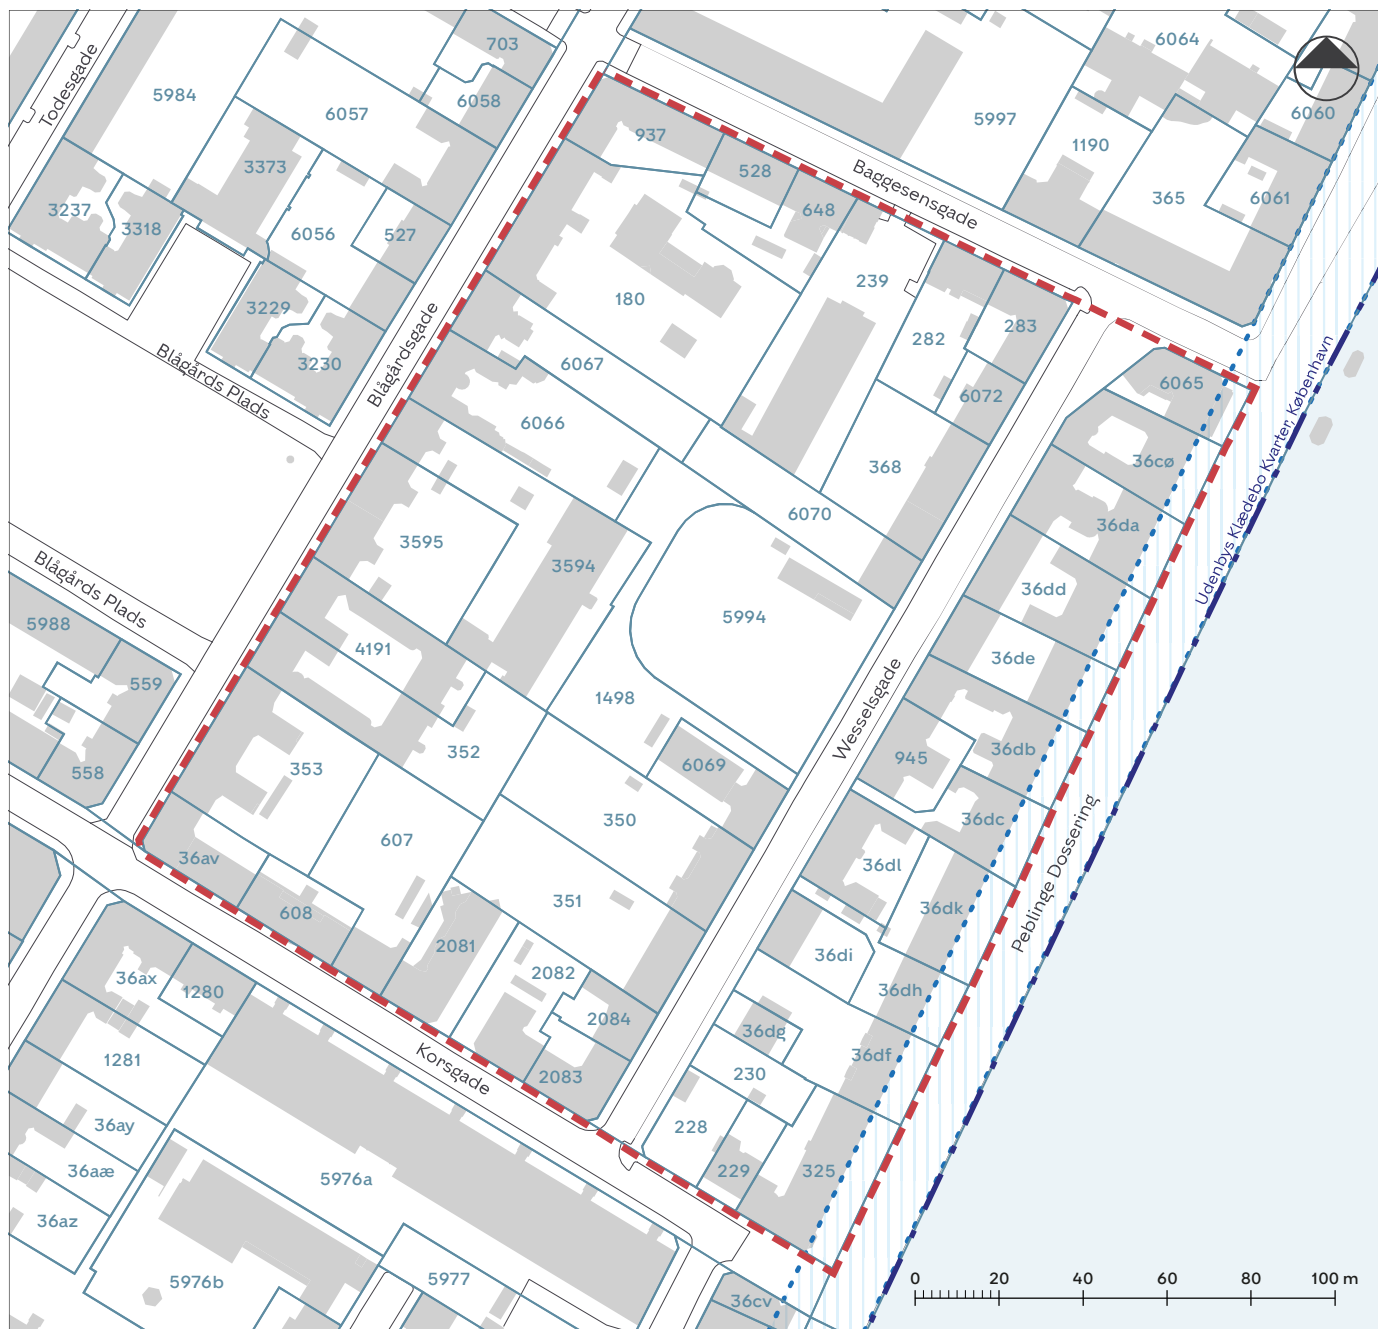 703
6064
Todesgade
5984
6057
6058
6060
5997
937
1190
528
Baggesensgade
3373
365
6061
3237
3318
648
6056
527
239
180
3229
283
282
Blågårdsgade
6067
3230
Blågårds Plads
6065
6072
6066
36cø
368
Udenbys Klædebo Kvarter, København
6070
36da
3595
3594
Blågårds Plads
36dd
5994
5988
4191
36de
559
1498
Wesselsgade
352
36db
945
6069
353
558
350
36dc
607
36av
36dl
351
36dk
608
Peblinge Dossering
2081
36di
2082
36ax
1280
36dh
2084
36dg
1281
36df
Korsgade
230
2083
36ay
228
36aæ
229
325
5976a
36az
5976b
5977
36cv
0 20 40 60 80 100 m